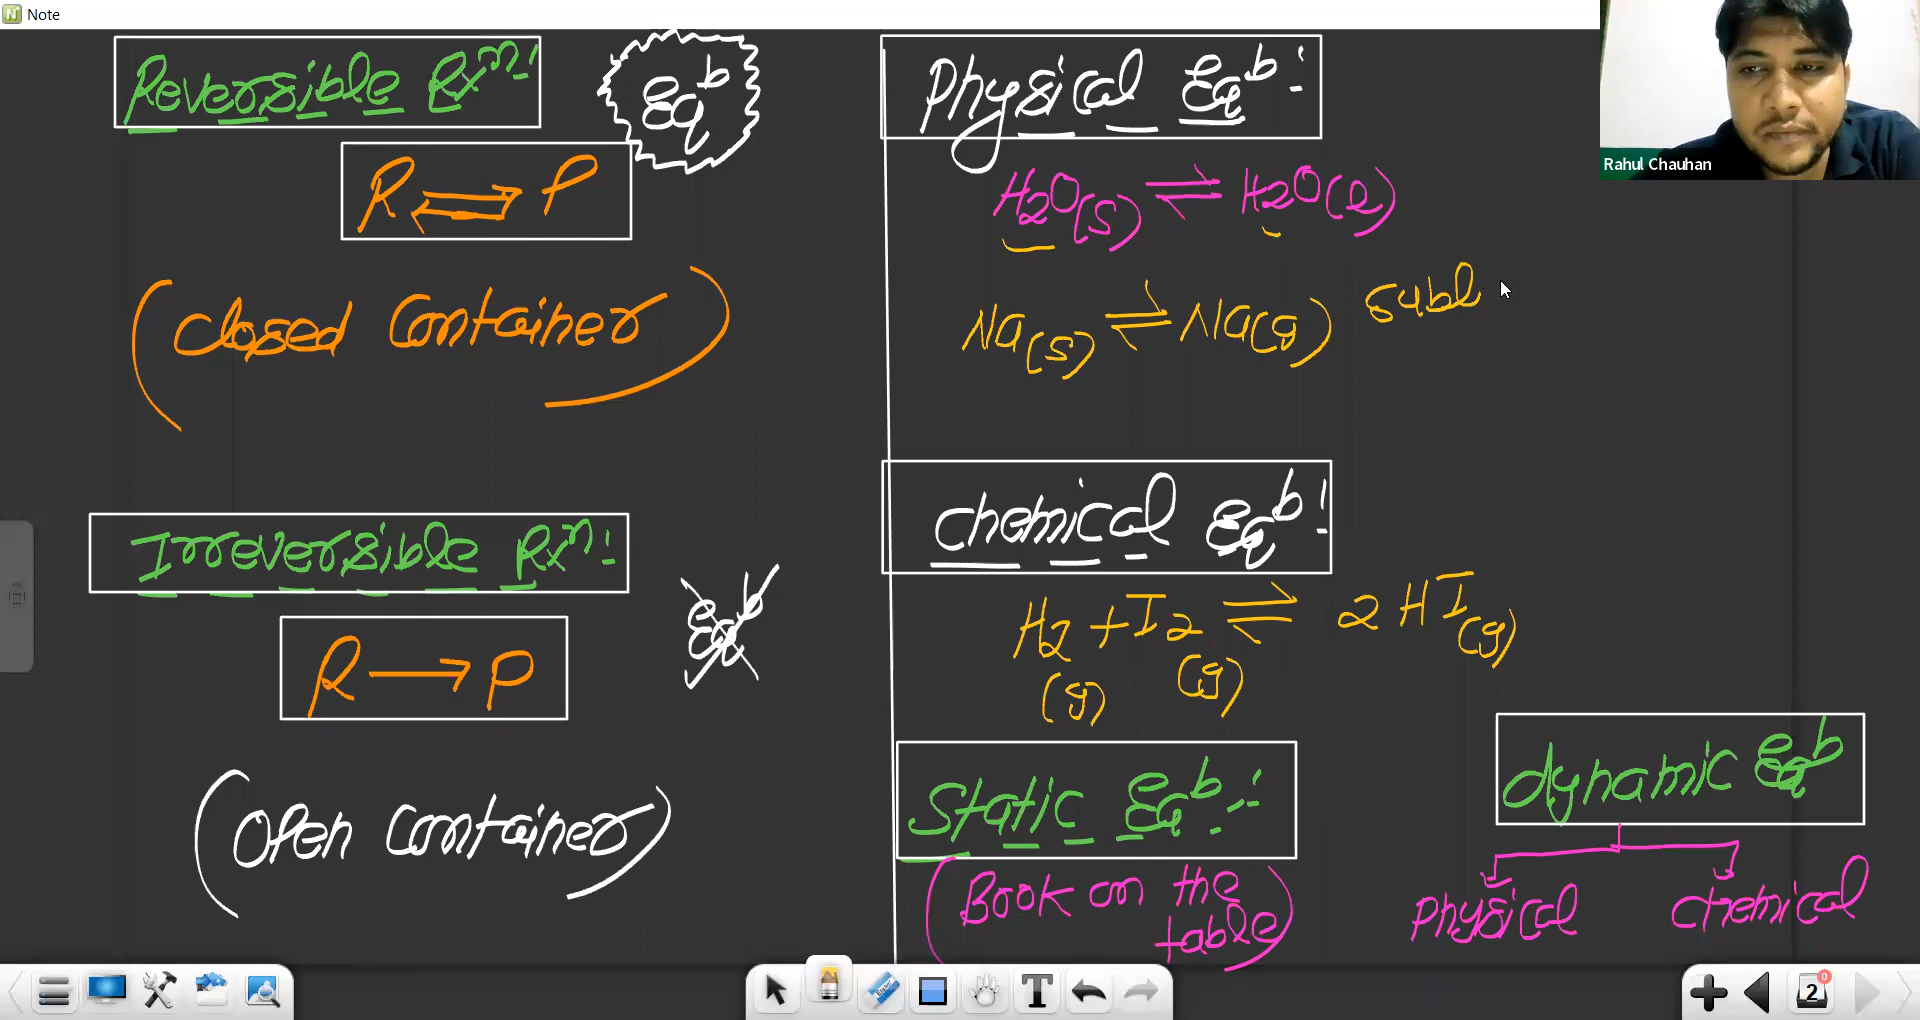 Note
Reversible Rxn:
Eqb
R ⇌ P
(Closed Container)
Irreversible Rxn:
Eqb
R → P
(Open Container)
Physical Eqb:-
H2O(s) ⇌ H2O(l)
Na(s) ⇌ Na(g) Subl
Chemical Eqb:-
H2 + I2 ⇌ 2HI(g)
(g) (g)
Static Eqb:-
(Book on the
table)
dynamic Eqb
Physical Chemical
Rahul Chauhan
Eraser
T
2
0